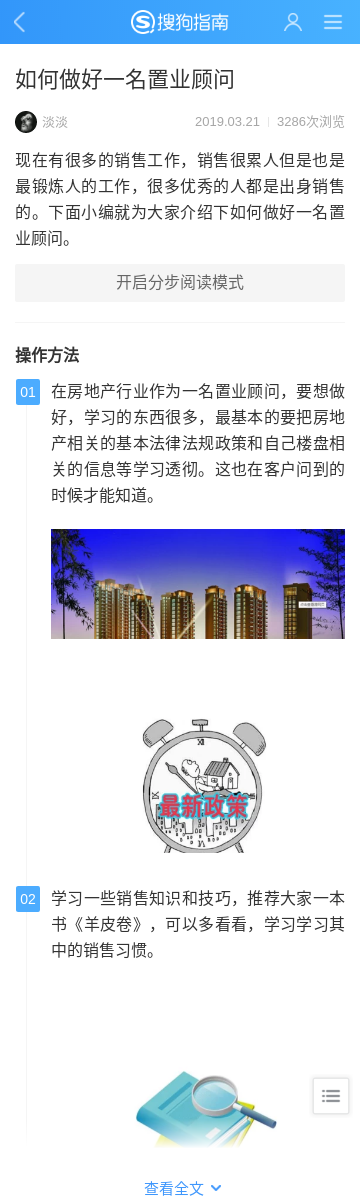 搜狗指南
如何做好一名置业顾问
淡淡
2019.03.21 | 3286次浏览
现在有很多的销售工作，销售很累人但是也是
最锻炼人的工作，很多优秀的人都是出身销售
的。下面小编就为大家介绍下如何做好一名置
业顾问。
开启分步阅读模式
操作方法
01 在房地产行业作为一名置业顾问，要想做
好，学习的东西很多，最基本的要把房地
产相关的基本法律法规政策和自己楼盘相
关的信息等学习透彻。这也在客户问到的
时候才能知道。
XII
最新政策
VI
02 学习一些销售知识和技巧，推荐大家一本
书《羊皮卷》，可以多看看，学习学习其
中的销售习惯。
查看全文